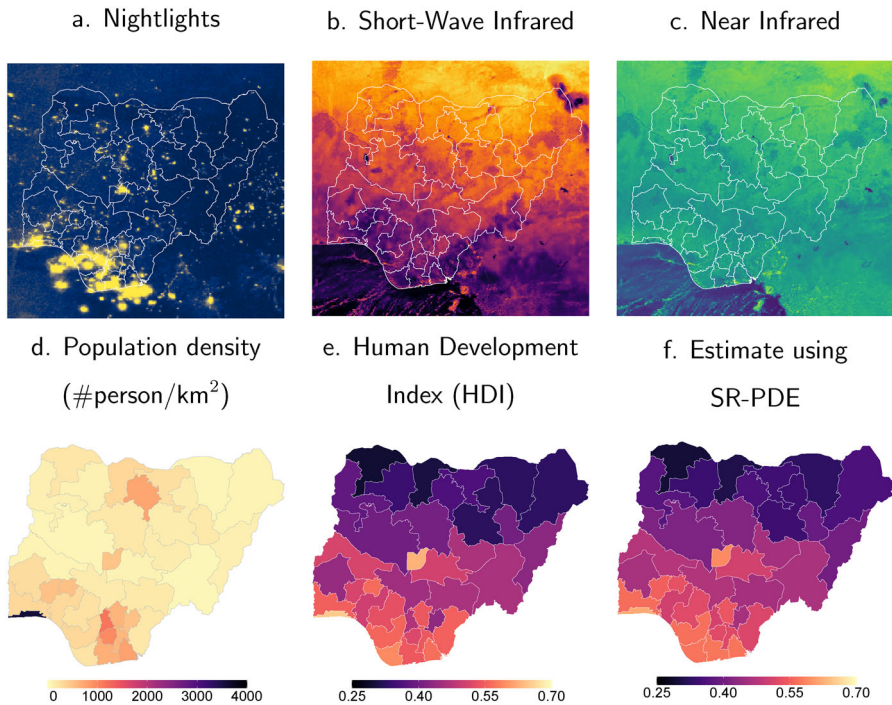 a. Nightlights
b. Short-Wave Infrared
c. Near Infrared
d. Population density
(#person/km²)
e. Human Development
Index (HDI)
f. Estimate using
SR-PDE
0 1000 2000 3000 4000
0.25 0.40 0.55 0.70
0.25 0.40 0.55 0.70